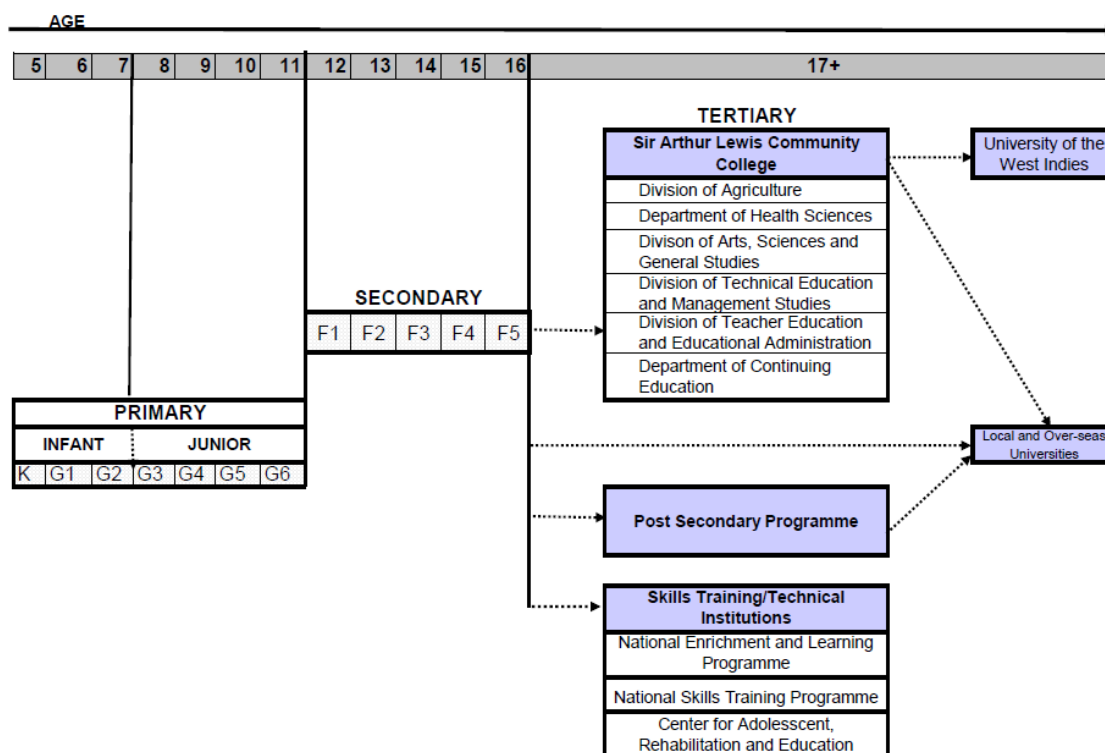 AGE
5 6 7 8 9 10 11 12 13 14 15 16 17+
TERTIARY
Sir Arthur Lewis Community
College
Division of Agriculture
Department of Health Sciences
Divison of Arts, Sciences and
General Studies
Division of Technical Education
and Management Studies
Division of Teacher Education
and Educational Administration
Department of Continuing
Education
University of the
West Indies
SECONDARY
F1 F2 F3 F4 F5
PRIMARY
INFANT JUNIOR
K G1 G2 G3 G4 G5 G6
Local and Over-seas
Universities
Post Secondary Programme
Skills Training/Technical
Institutions
National Enrichment and Learning
Programme
National Skills Training Programme
Center for Adolesscent,
Rehabilitation and Education